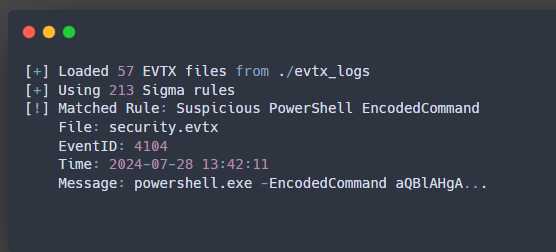 [+] Loaded 57 EVTX files from ./evtx_logs
[+] Using 213 Sigma rules
[!] Matched Rule: Suspicious PowerShell EncodedCommand
File: security.evtx
EventID: 4104
Time: 2024-07-28 13:42:11
Message: powershell.exe -EncodedCommand aQBlAHgA...